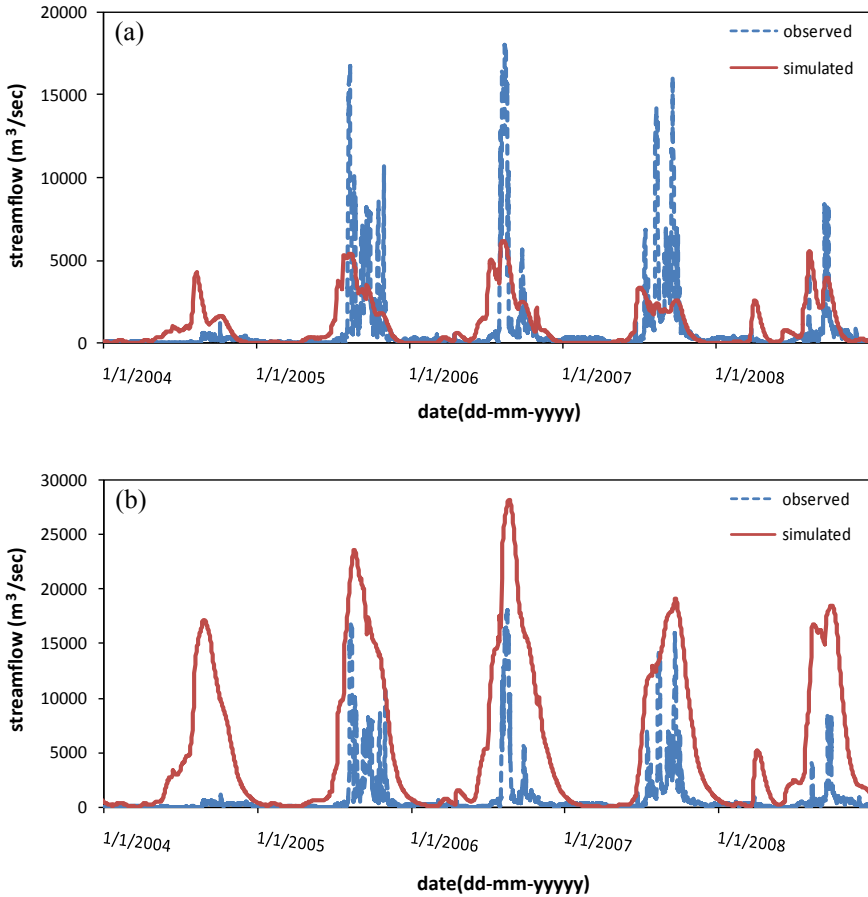 (a)
observed
simulated
20000
15000
10000
5000
0
streamflow (m³/sec)
1/1/2004
1/1/2005
1/1/2006
1/1/2007
1/1/2008
date(dd-mm-yyyy)
(b)
observed
simulated
30000
25000
20000
15000
10000
5000
0
streamflow (m³/sec)
1/1/2004
1/1/2005
1/1/2006
1/1/2007
1/1/2008
date(dd-mm-yyyyy)